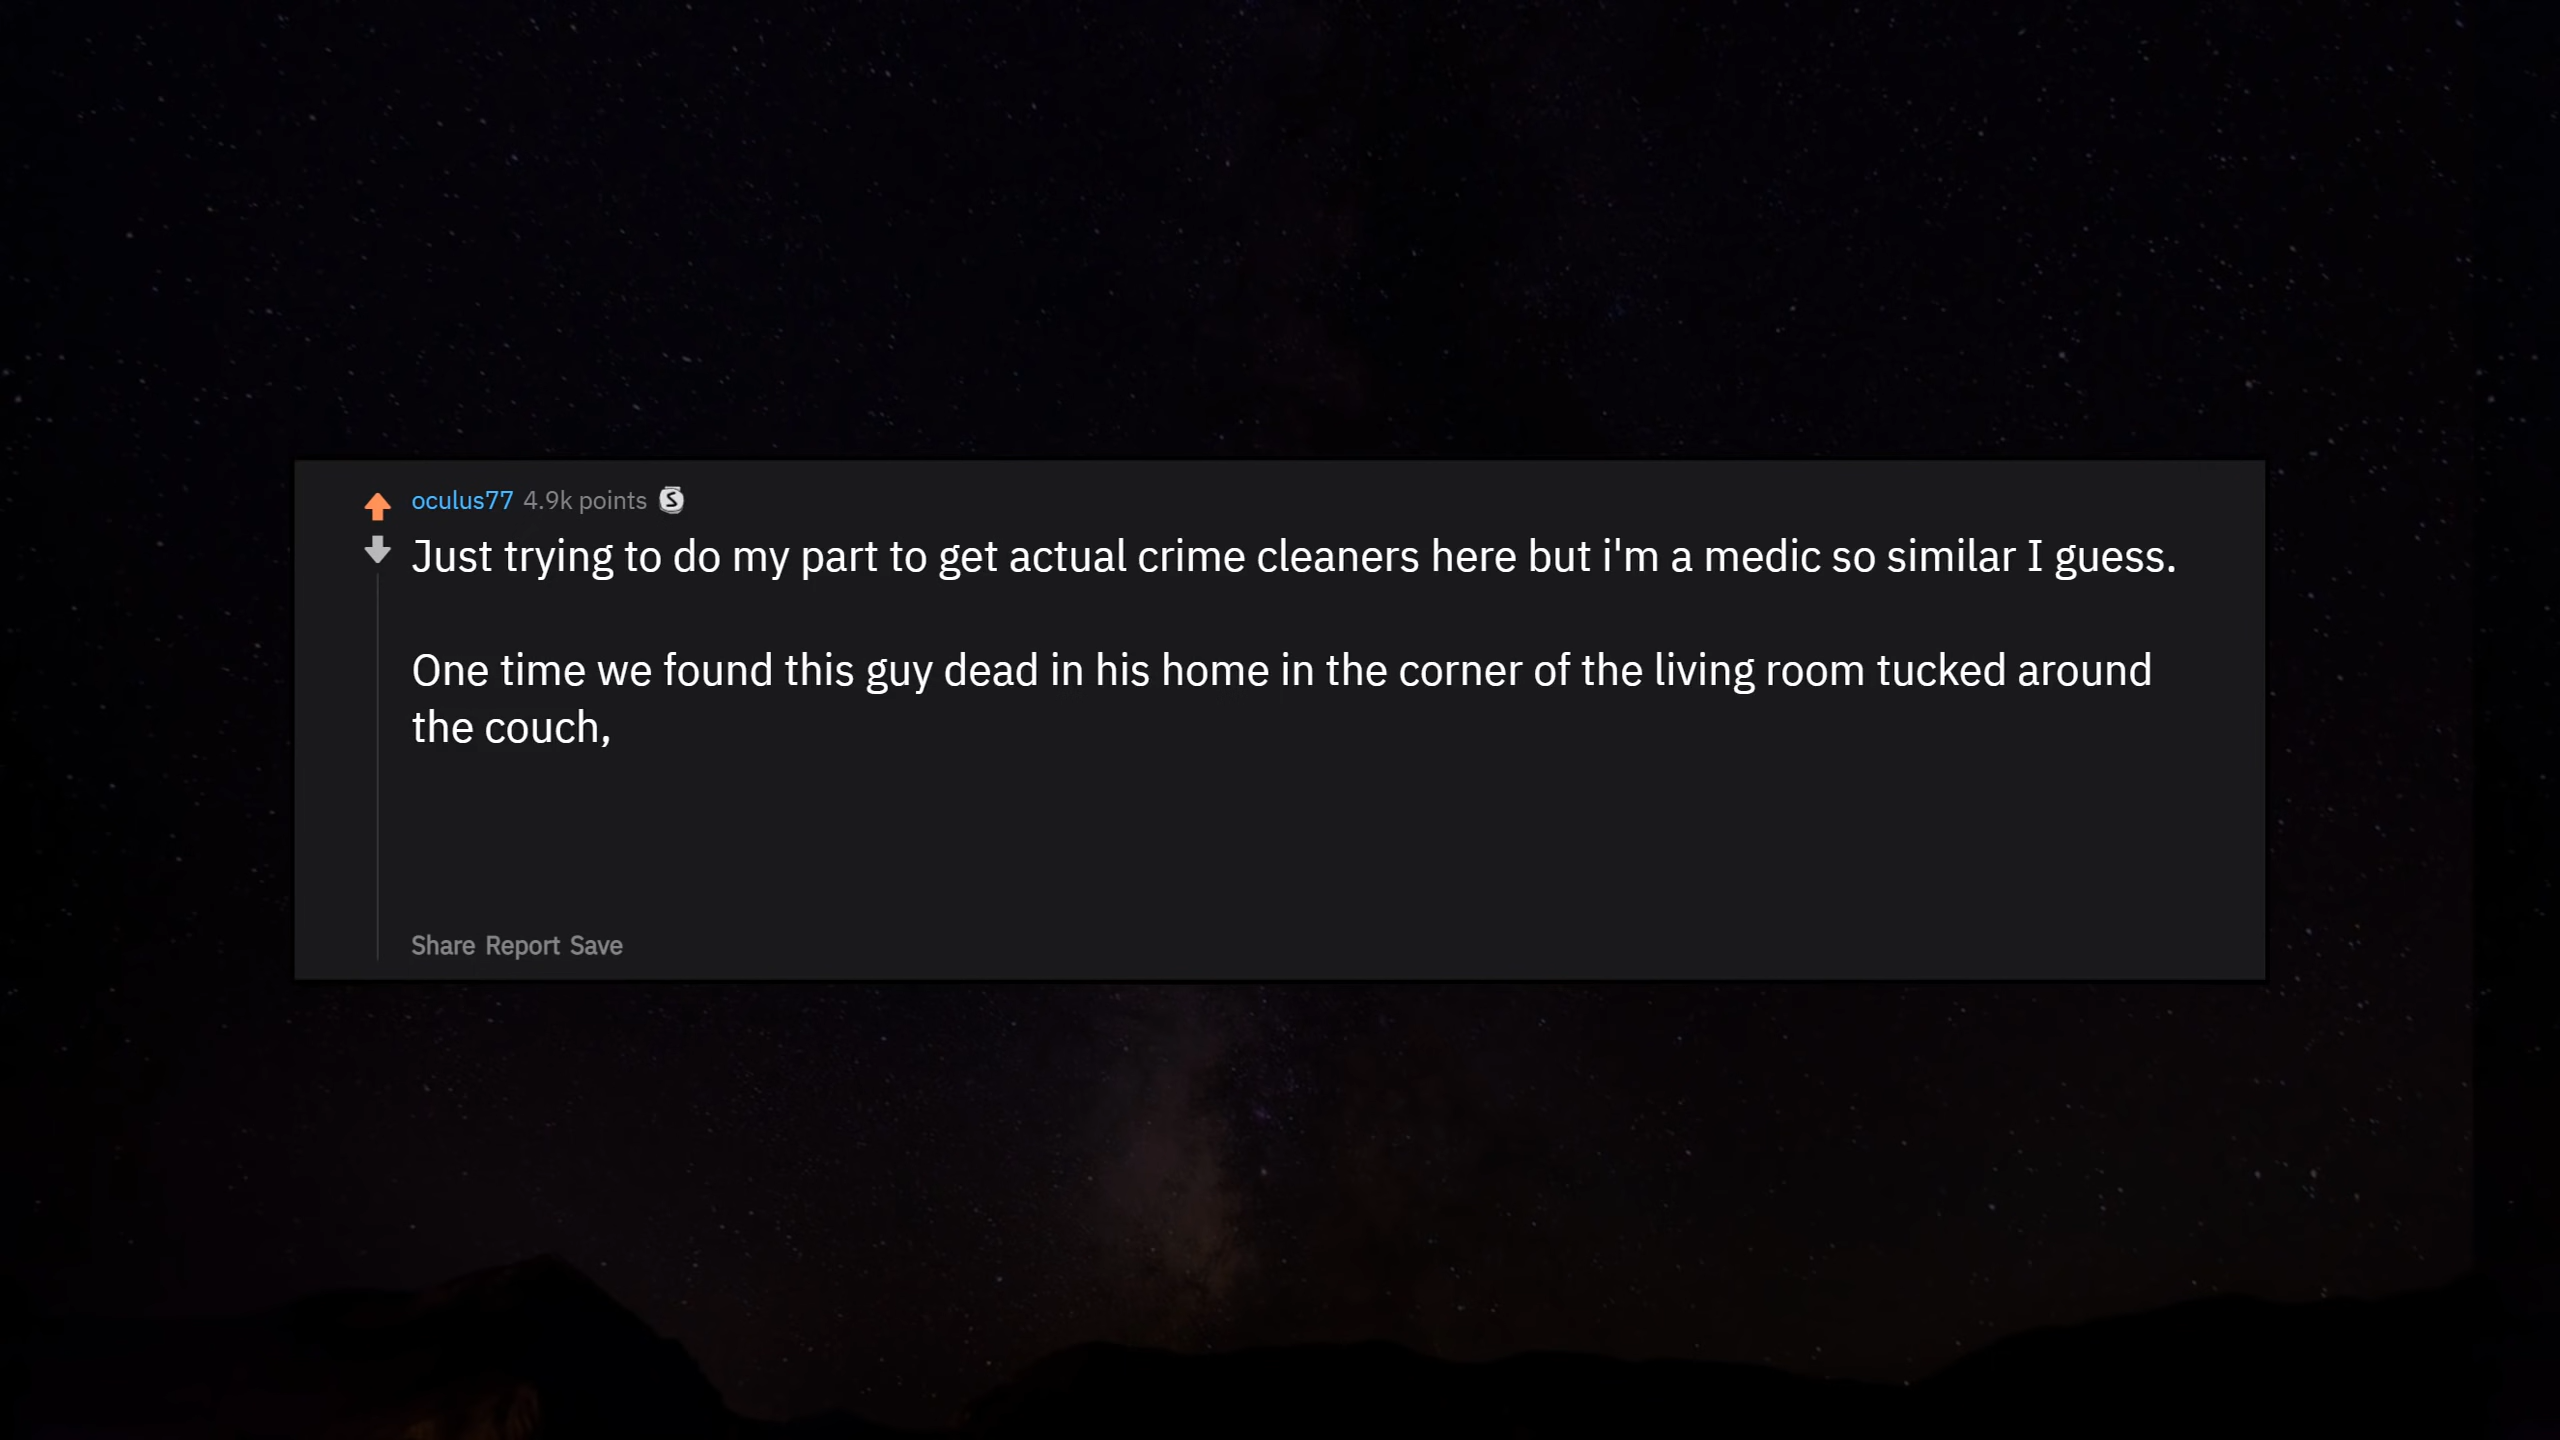 oculus77 4.9k points S
Just trying to do my part to get actual crime cleaners here but i'm a medic so similar I guess.
One time we found this guy dead in his home in the corner of the living room tucked around
the couch,
Share Report Save